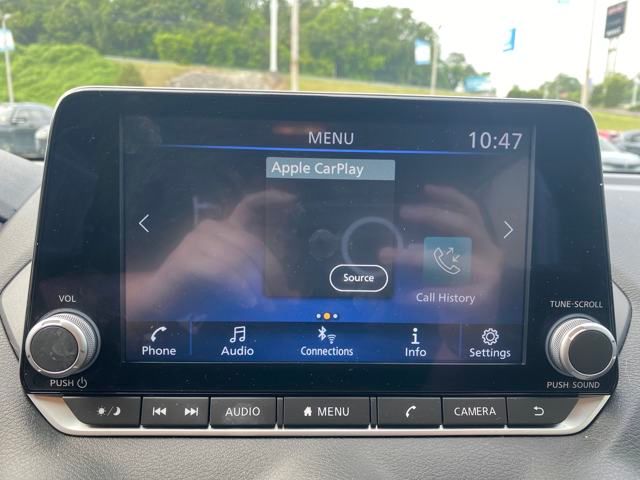 MENU 10:47
Apple CarPlay
Source
Call History
VOL
TUNE·SCROLL
Phone Audio Connections Info Settings
PUSH
PUSH SOUND
AUDIO MENU CAMERA